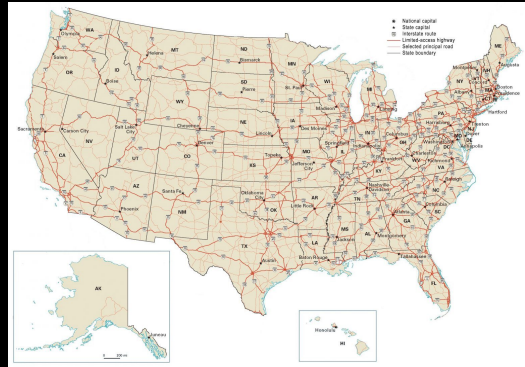 National capital
State capital
Interstate route
Limited-access highway
Selected principal road
State boundary
WA
Olympia
Salem
OR
ID
Boise
MT
Helena
ND
Bismarck
SD
Pierre
MN
St. Paul
WI
Madison
MI
Lansing
NY
Albany
Montpelier
NH
ME
Augusta
Boston
Providence
Hartford
WY
Cheyenne
NE
Lincoln
IA
Des Moines
IL
Springfield
IN
Indianapolis
OH
Columbus
PA
Harrisburg
NJ
Trenton
MD
Dover
Annapolis
Washington
DC
WV
Charleston
VA
Richmond
Sacramento
CA
Carson City
NV
Salt Lake
City
UT
Denver
CO
KS
Topeka
MO
Jefferson
City
KY
Frankfort
Nashville
Davidson
TN
NC
Raleigh
SC
Columbia
AZ
Phoenix
Santa Fe
NM
Oklahoma
City
OK
AR
Little Rock
MS
Jackson
AL
Montgomery
GA
Atlanta
TX
Austin
LA
Baton Rouge
Tallahassee
FL
AK
Juneau
Honolulu
HI